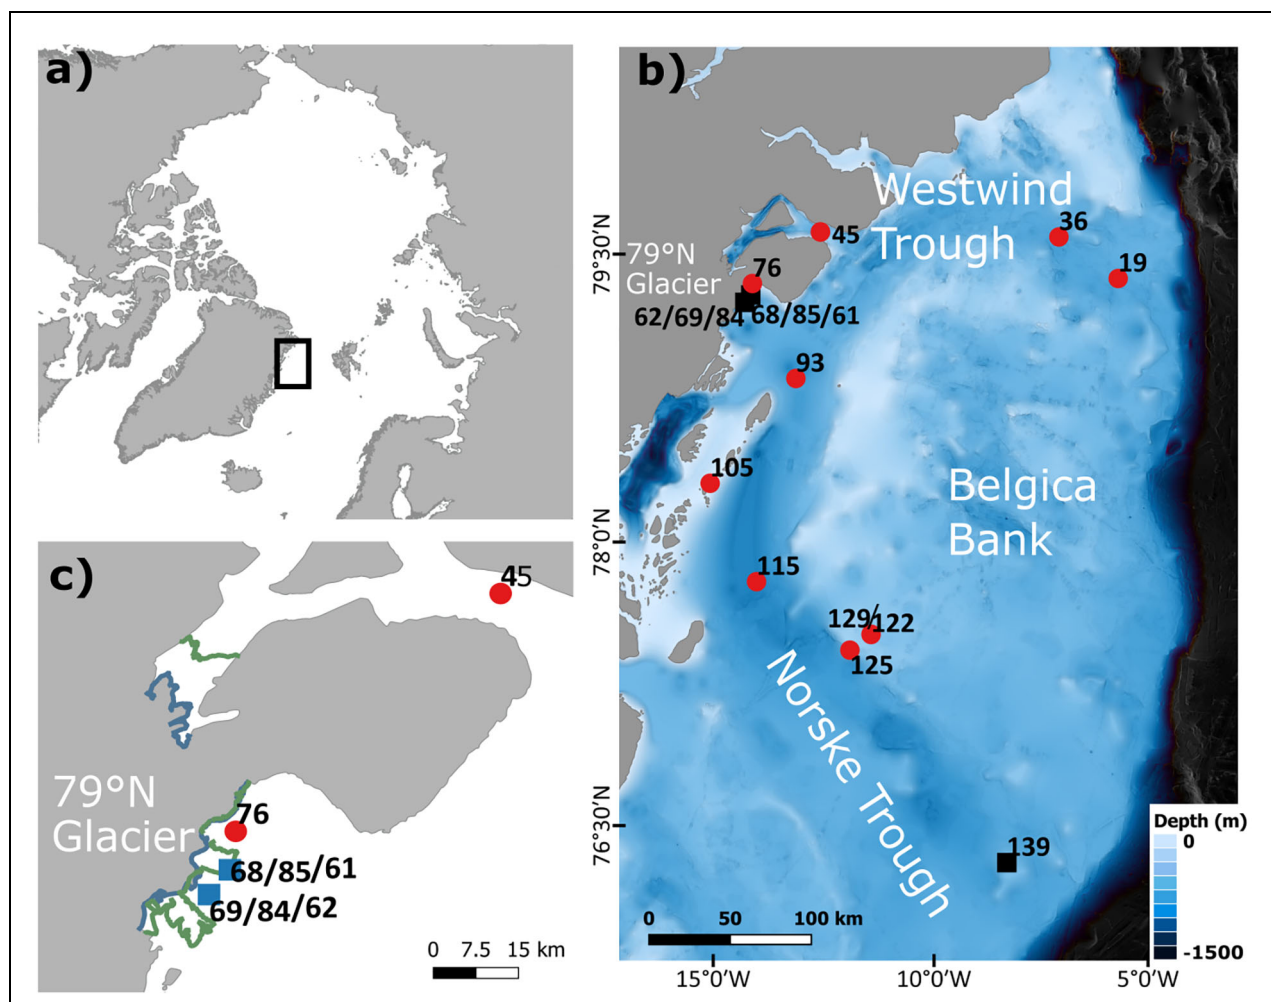 a)
b)
Westwind
Trough
36
45
19
79°N
Glacier
76
62/69/84
68/85/61
93
105
Belgica
Bank
115
129/
122
125
Norske Trough
139
79°30'N
78°0'N
76°30'N
15°0'W
10°0'W
5°0'W
0
50
100 km
Depth (m)
0
-1500
c)
45
79°N
Glacier
76
68/85/61
69/84/62
0
7.5
15 km